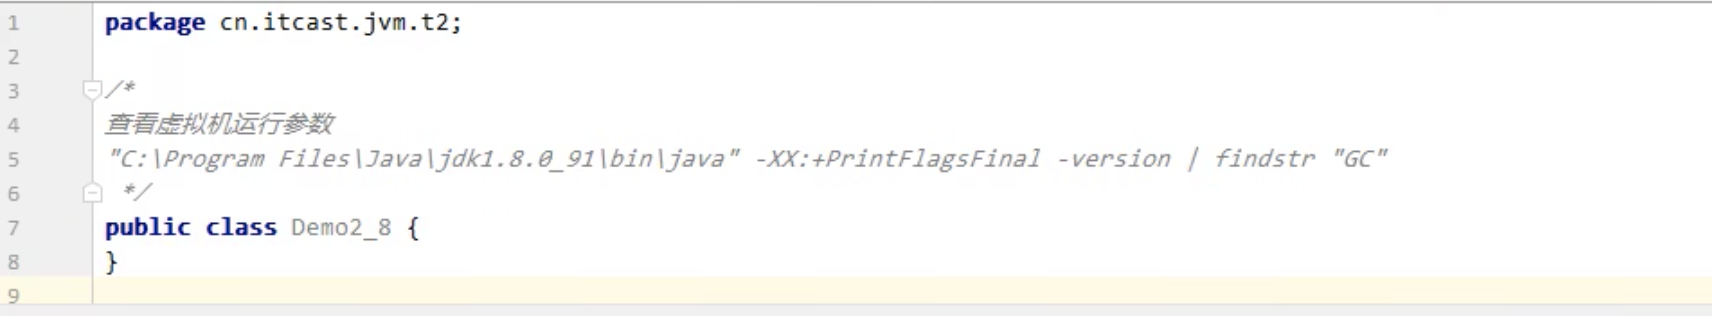 1 package cn.itcast.jvm.t2;
2
3 /*
4 查看虚拟机运行参数
5 "C:\Program Files\Java\jdk1.8.0_91\bin\java" -XX:+PrintFlagsFinal -version | findstr "GC"
6 */
7 public class Demo2_8 {
8 }
9